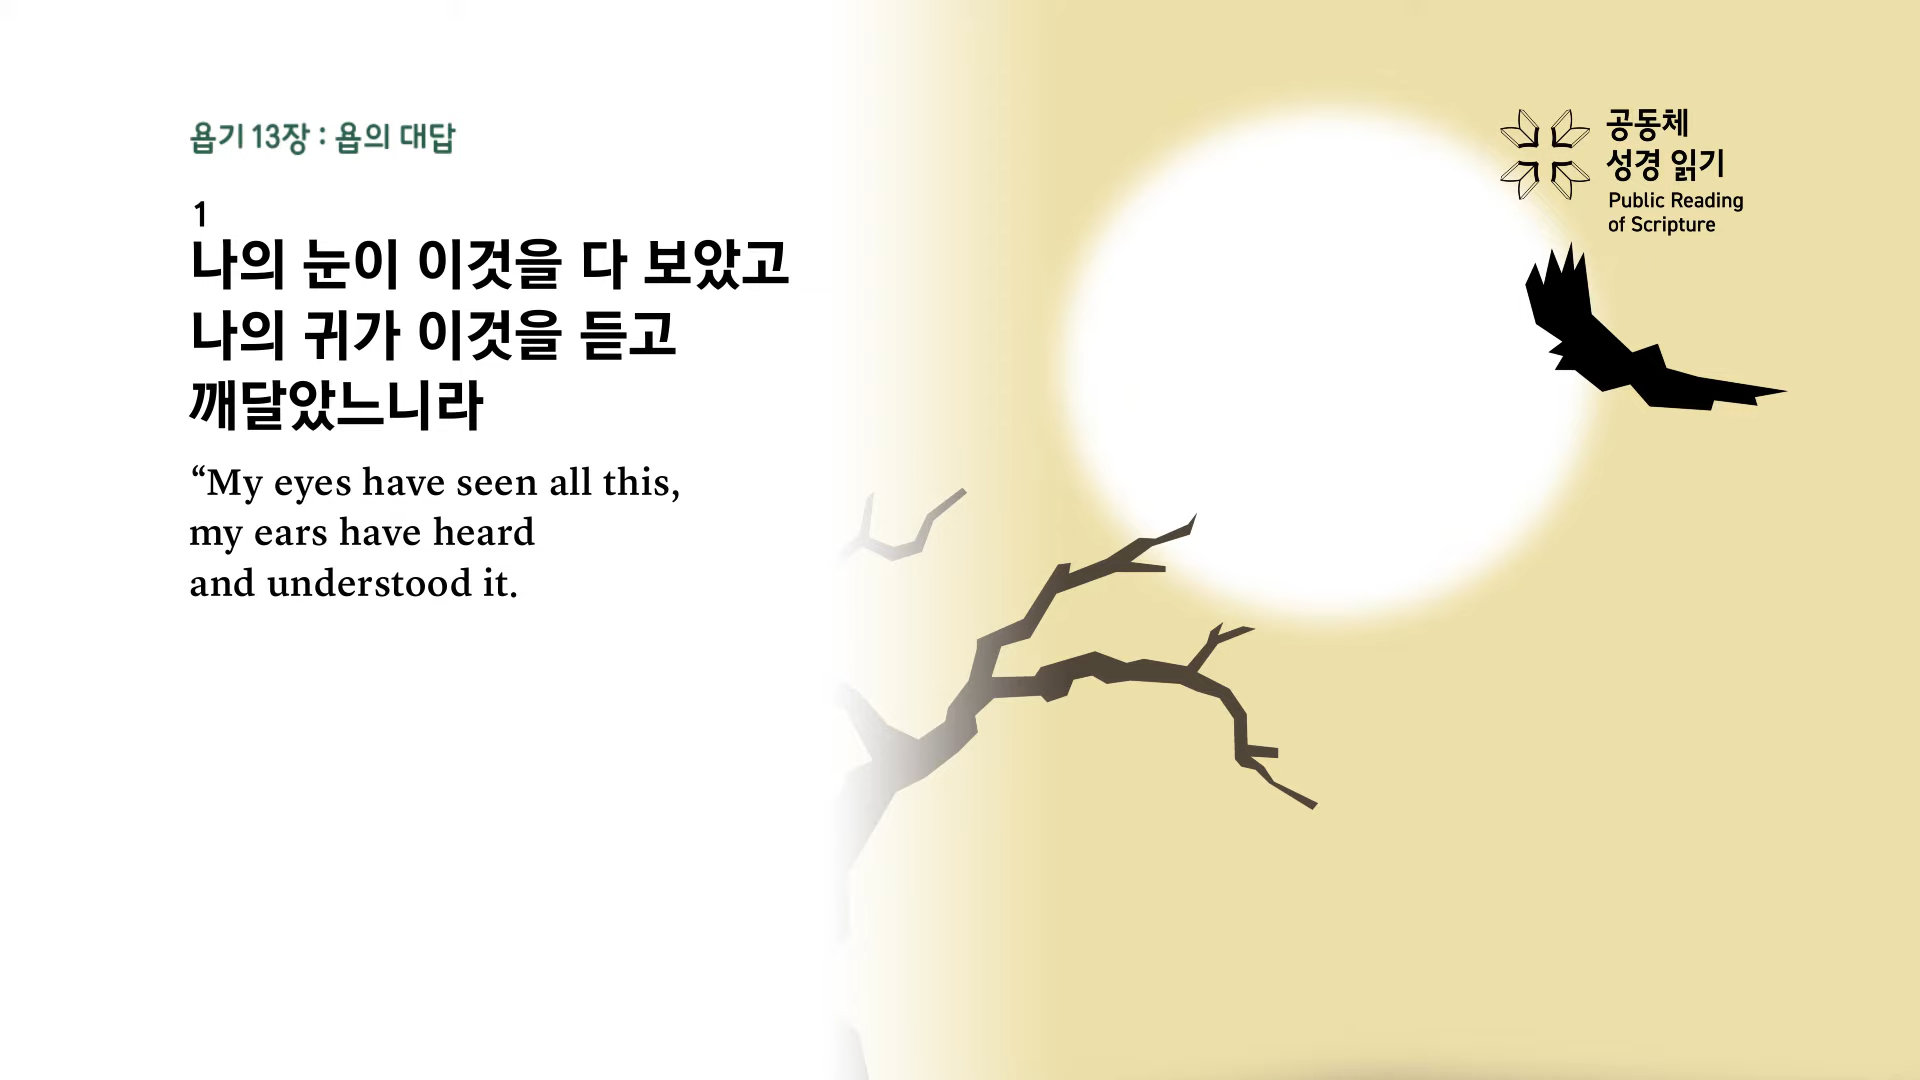 욥기 13장 : 욥의 대답
1
나의 눈이 이것을 다 보았고
나의 귀가 이것을 듣고
깨달았느니라
“My eyes have seen all this,
my ears have heard
and understood it.
공동체
성경 읽기
Public Reading
of Scripture